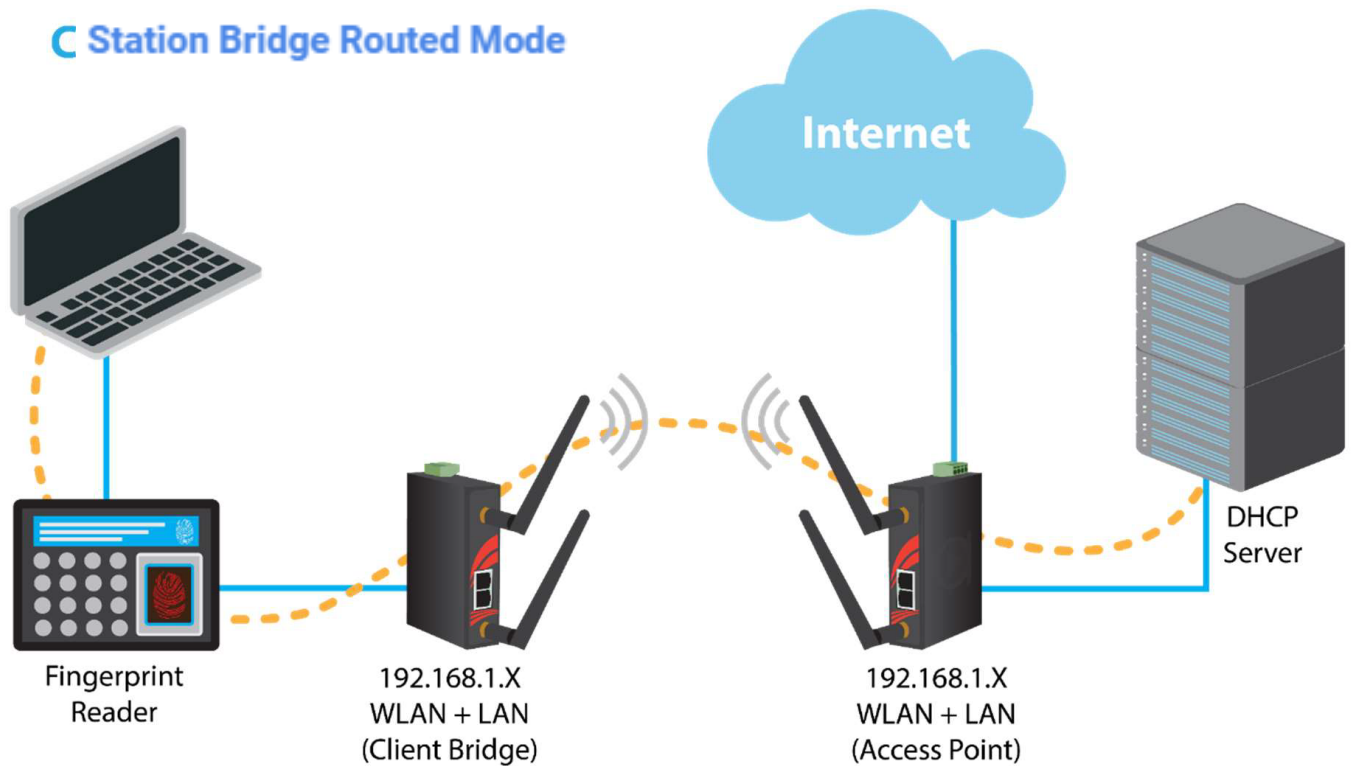 C Station Bridge Routed Mode
Internet
DHCP
Server
Fingerprint
Reader
192.168.1.X
WLAN + LAN
(Client Bridge)
192.168.1.X
WLAN + LAN
(Access Point)